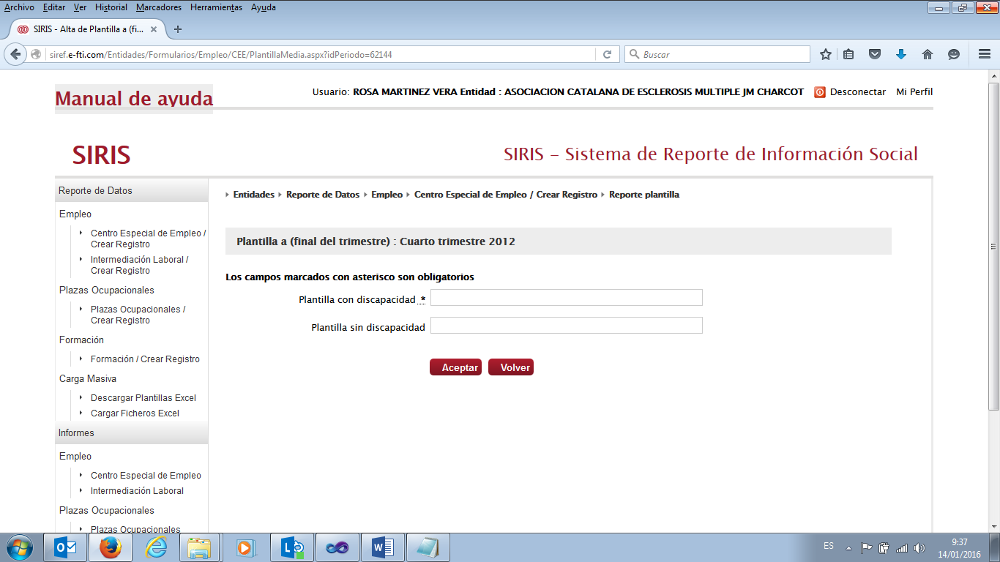 Archivo Editar Ver Historial Marcadores Herramientas Ayuda
SIRIS - Alta de Plantilla a (fi...
siref.e-fti.com/Entidades/Formularios/Empleo/CEE/PlantillaMedia.aspx?idPeriodo=62144
Buscar
Manual de ayuda
Usuario: ROSA MARTINEZ VERA Entidad : ASOCIACION CATALANA DE ESCLEROSIS MULTIPLE JM CHARCOT Desconectar Mi Perfil
SIRIS
SIRIS – Sistema de Reporte de Información Social
Reporte de Datos
Empleo
Centro Especial de Empleo /
Crear Registro
Intermediación Laboral /
Crear Registro
Plazas Ocupacionales
Plazas Ocupacionales /
Crear Registro
Formación
Formación / Crear Registro
Carga Masiva
Descargar Plantillas Excel
Cargar Ficheros Excel
Informes
Empleo
Centro Especial de Empleo
Intermediación Laboral
Plazas Ocupacionales
Plazas Ocupacionales
Entidades Reporte de Datos Empleo Centro Especial de Empleo / Crear Registro Reporte plantilla
Plantilla a (final del trimestre) : Cuarto trimestre 2012
Los campos marcados con asterisco son obligatorios
Plantilla con discapacidad *
Plantilla sin discapacidad
Aceptar Volver
ES
9:37
14/01/2016